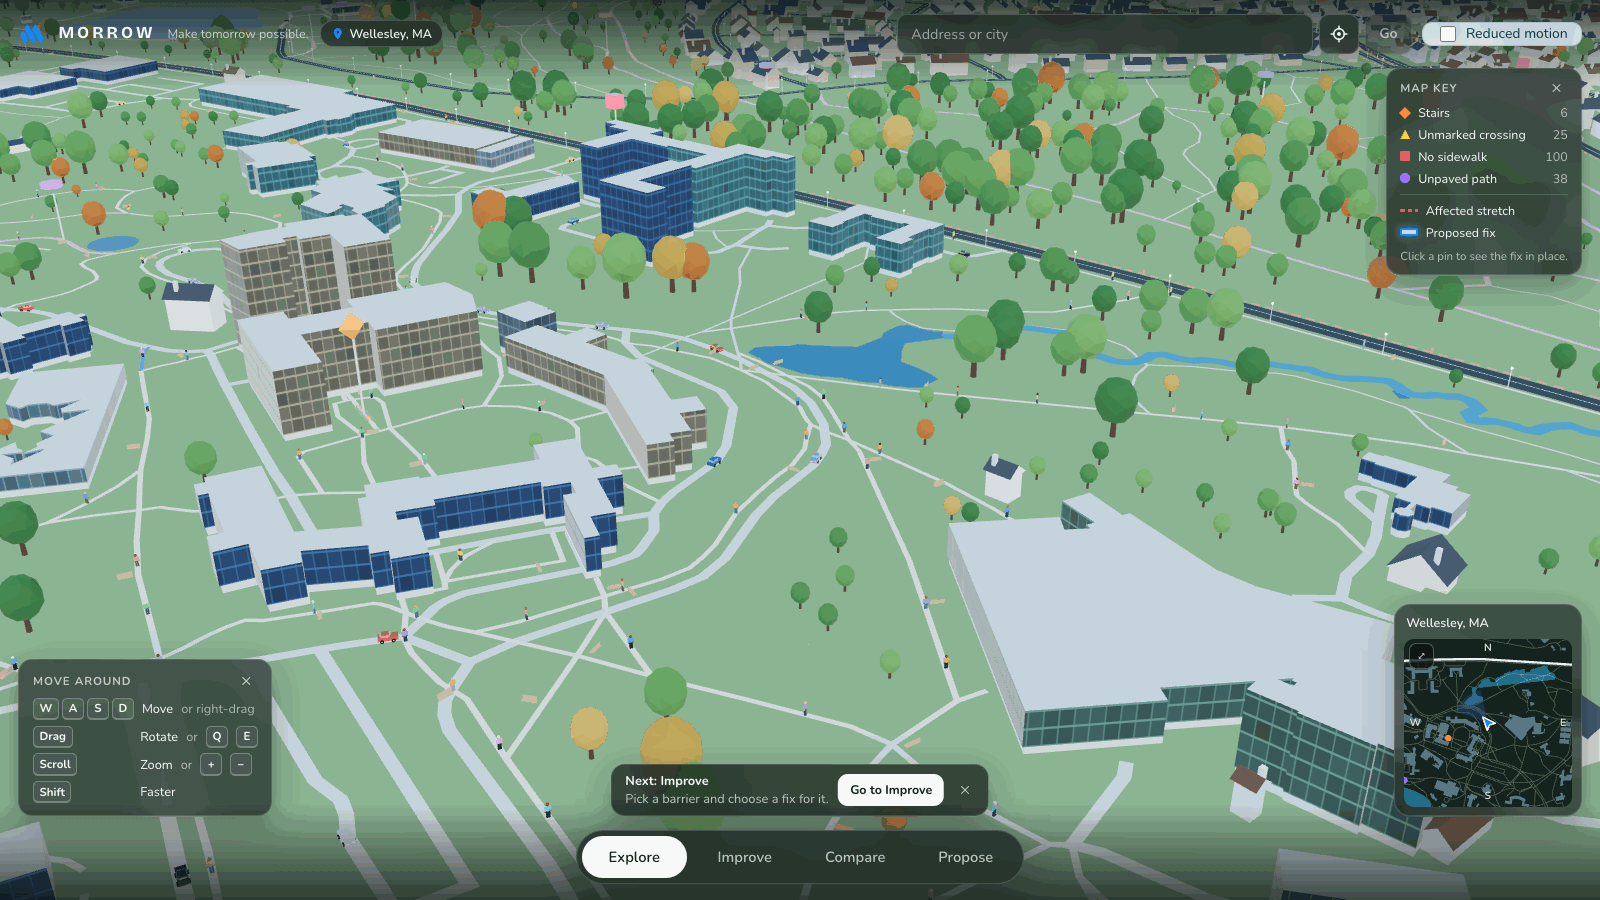 MORROW Make tomorrow possible. Wellesley, MA
Address or city
Go
Reduced motion
MAP KEY
Stairs 6
Unmarked crossing 25
No sidewalk 100
Unpaved path 38
Affected stretch
Proposed fix
Click a pin to see the fix in place.
MOVE AROUND
W A S D Move or right-drag
Drag Rotate or Q E
Scroll Zoom or + −
Shift Faster
Next: Improve
Pick a barrier and choose a fix for it.
Go to Improve
Wellesley, MA
N
W
E
S
Explore Improve Compare Propose